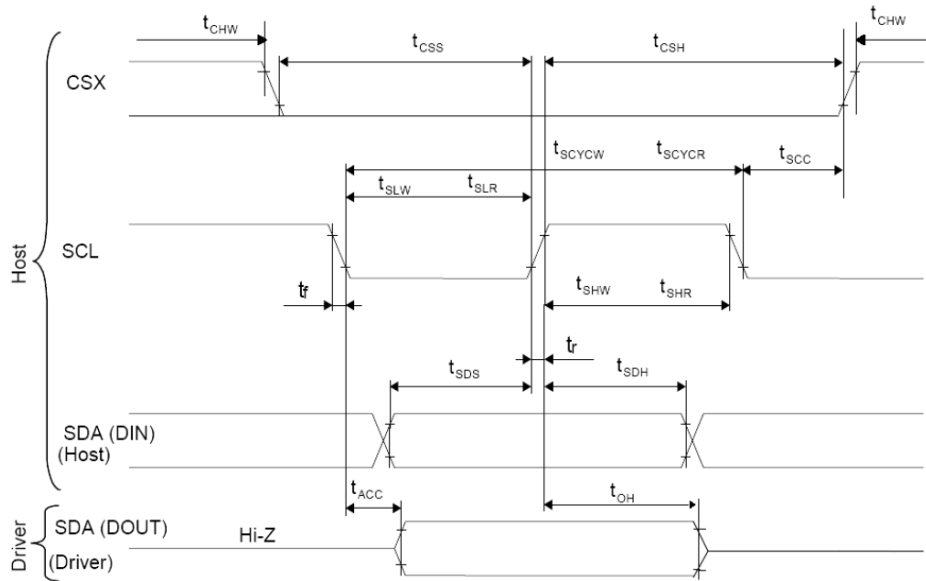 tCHW
tCHW
tCSS
tCSH
CSX
tSCYCW
tSCYCR
tSCC
tSLW
tSLR
SCL
Host
tf
tSHW
tSHR
tr
tSDS
tSDH
SDA (DIN)
(Host)
tACC
tOH
SDA (DOUT)
Hi-Z
(Driver)
Driver